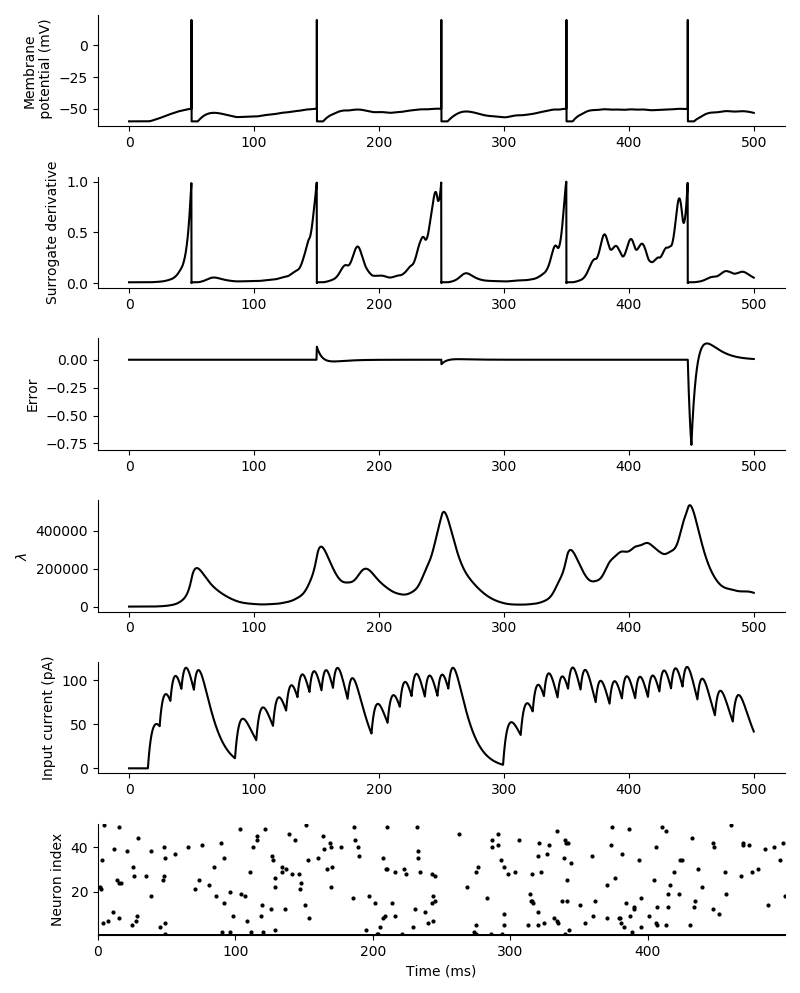 Membrane
potential (mV)
0
−25
−50
0 100 200 300 400 500
Surrogate derivative
1.0
0.5
0.0
0 100 200 300 400 500
Error
0.00
−0.25
−0.50
−0.75
0 100 200 300 400 500
λ
400000
200000
0
0 100 200 300 400 500
Input current (pA)
100
50
0
0 100 200 300 400 500
Neuron index
40
20
0 100 200 300 400
Time (ms)